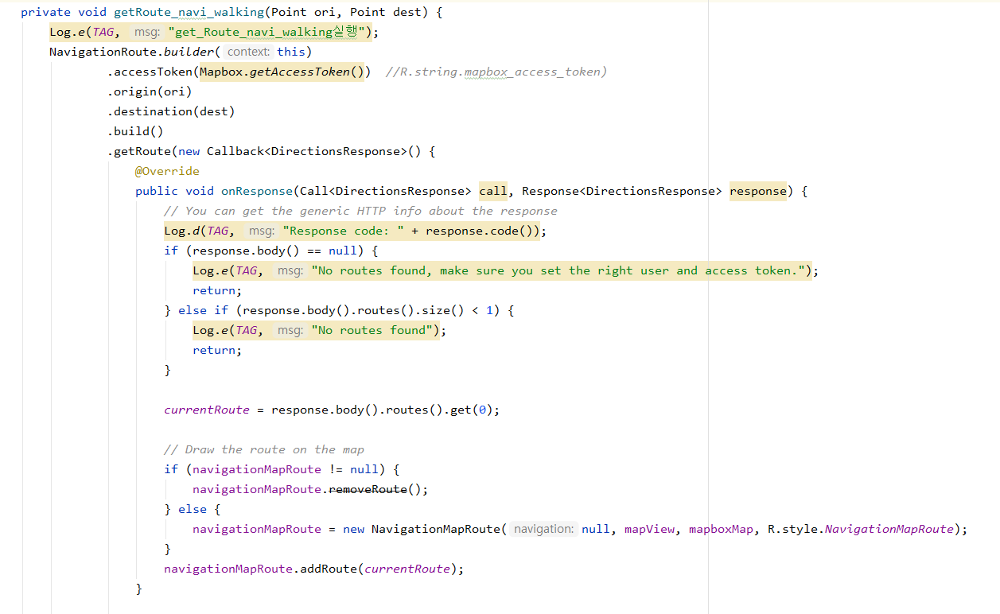 private void getRoute_navi_walking(Point ori, Point dest) {
Log.e(TAG, msg: "get_Route_navi_walking실행");
NavigationRoute.builder( context: this)
.accessToken(Mapbox.getAccessToken()) //R.string.mapbox_access_token)
.origin(ori)
.destination(dest)
.build()
.getRoute(new Callback<DirectionsResponse>() {
@Override
public void onResponse(Call<DirectionsResponse> call, Response<DirectionsResponse> response) {
// You can get the generic HTTP info about the response
Log.d(TAG, msg: "Response code: " + response.code());
if (response.body() == null) {
Log.e(TAG, msg: "No routes found, make sure you set the right user and access token.");
return;
} else if (response.body().routes().size() < 1) {
Log.e(TAG, msg: "No routes found");
return;
}
currentRoute = response.body().routes().get(0);
// Draw the route on the map
if (navigationMapRoute != null) {
navigationMapRoute.removeRoute();
} else {
navigationMapRoute = new NavigationMapRoute( navigation: null, mapView, mapboxMap, R.style.NavigationMapRoute);
}
navigationMapRoute.addRoute(currentRoute);
}